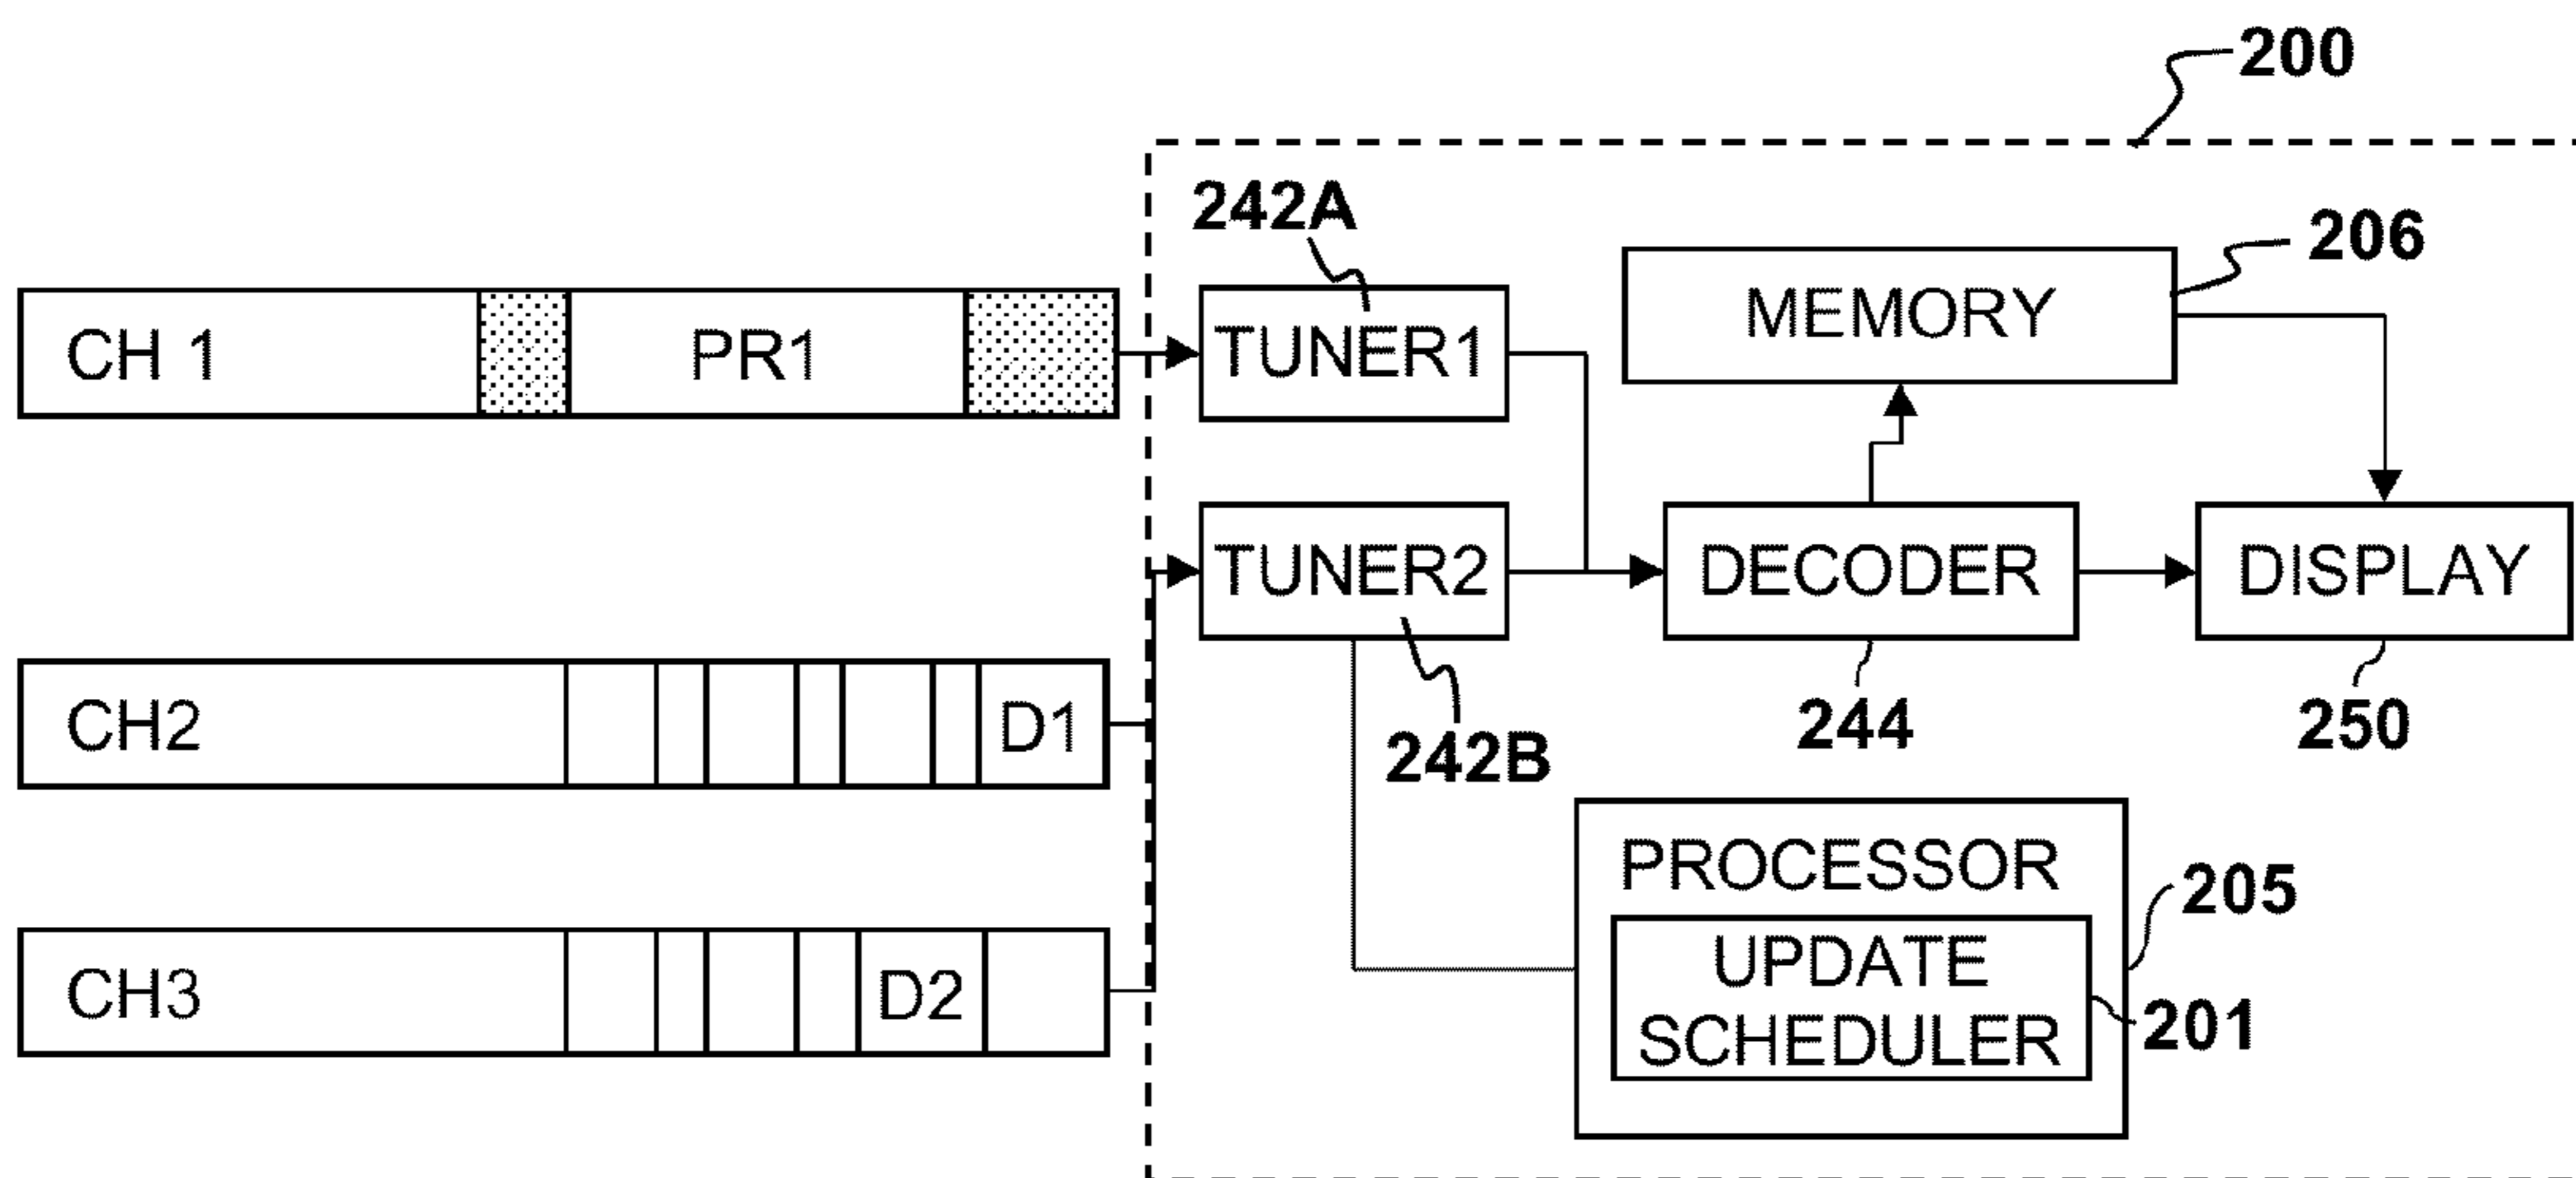 200
242A
206
CH 1
PR1
TUNER1
MEMORY
TUNER2
DECODER
DISPLAY
CH2
D1
242B
244
250
PROCESSOR
205
UPDATE
SCHEDULER
201
CH3
D2